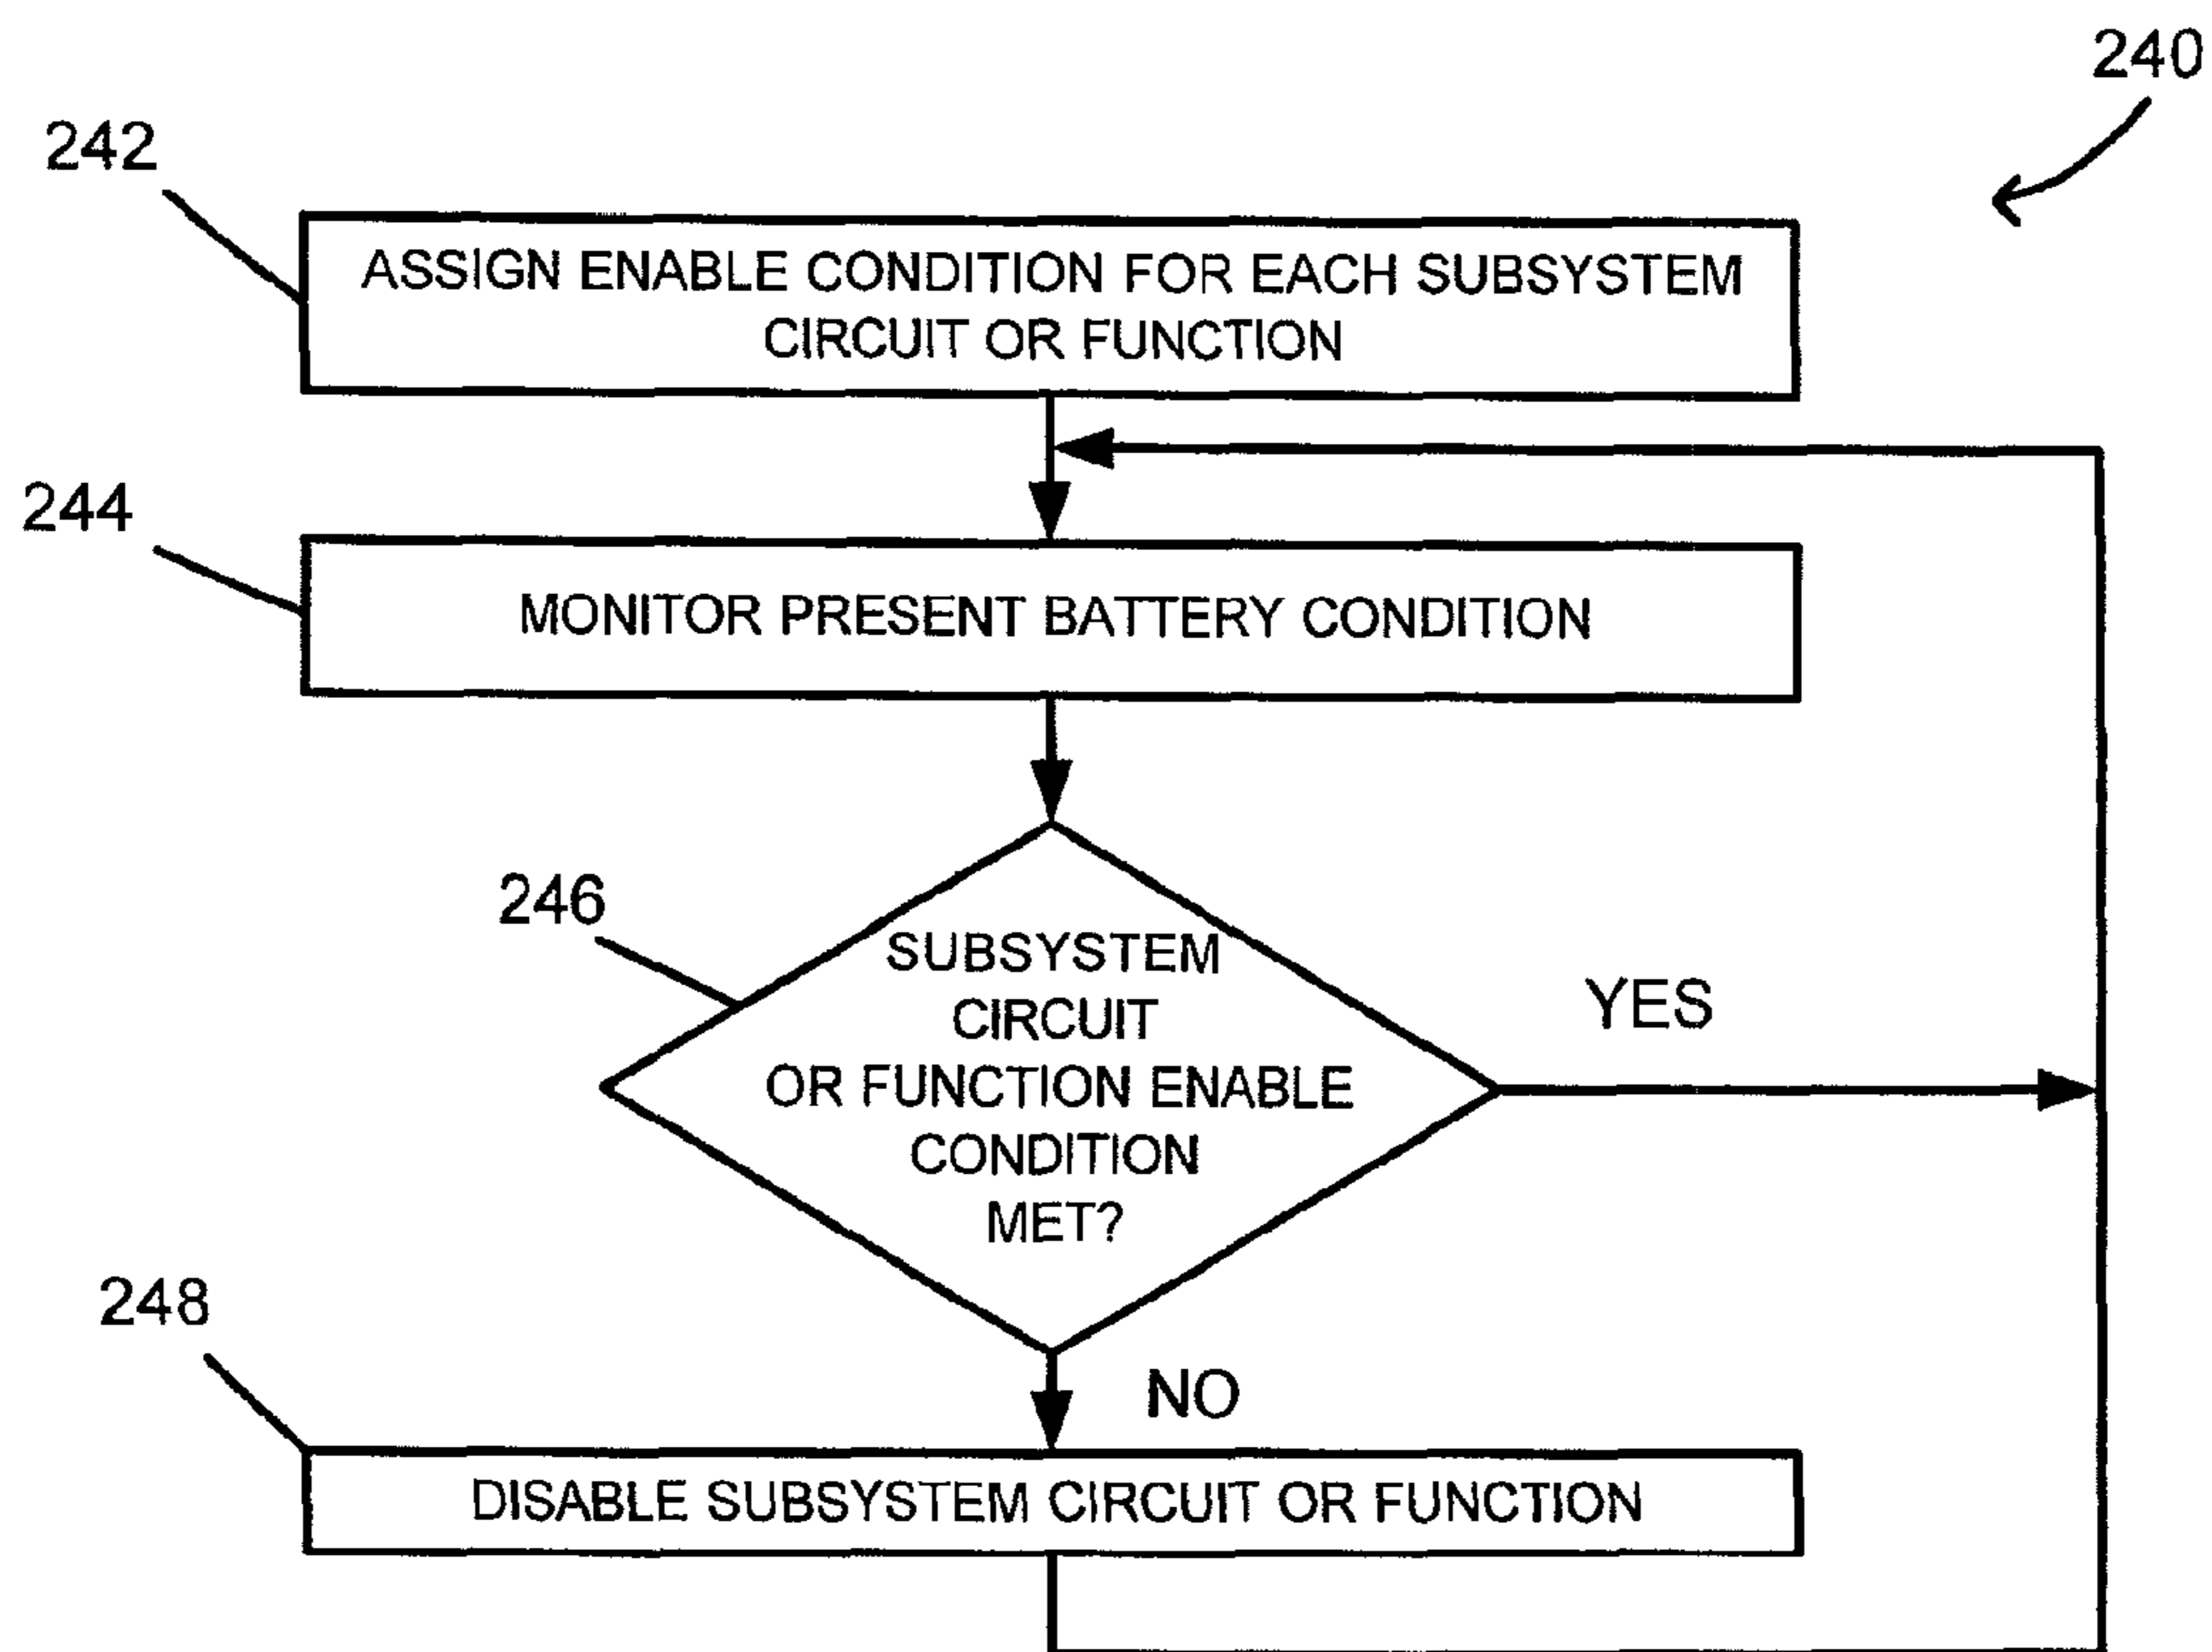 240
242
ASSIGN ENABLE CONDITION FOR EACH SUBSYSTEM
CIRCUIT OR FUNCTION
244
MONITOR PRESENT BATTERY CONDITION
246
SUBSYSTEM
CIRCUIT
OR FUNCTION ENABLE
CONDITION
MET?
YES
NO
248
DISABLE SUBSYSTEM CIRCUIT OR FUNCTION